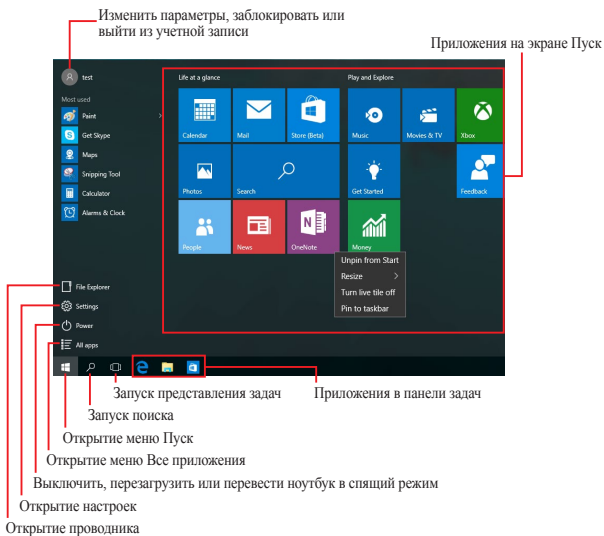 Изменить параметры, заблокировать или
выйти из учетной записи
Приложения на экране Пуск
test
Life at a glance
Play and Explore
Most used
Paint
Get Skype
Maps
Snipping Tool
Calculator
Alarms & Clock
Calendar
Mail
Store (Beta)
Music
Movies & TV
Xbox
Photos
Search
Get Started
Feedback
People
News
OneNote
Money
Unpin from Start
Resize
Turn live tile off
Pin to taskbar
File Explorer
Settings
Power
All apps
Запуск представления задач
Приложения в панели задач
Запуск поиска
Открытие меню Пуск
Открытие меню Все приложения
Выключить, перезагрузить или перевести ноутбук в спящий режим
Открытие настроек
Открытие проводника